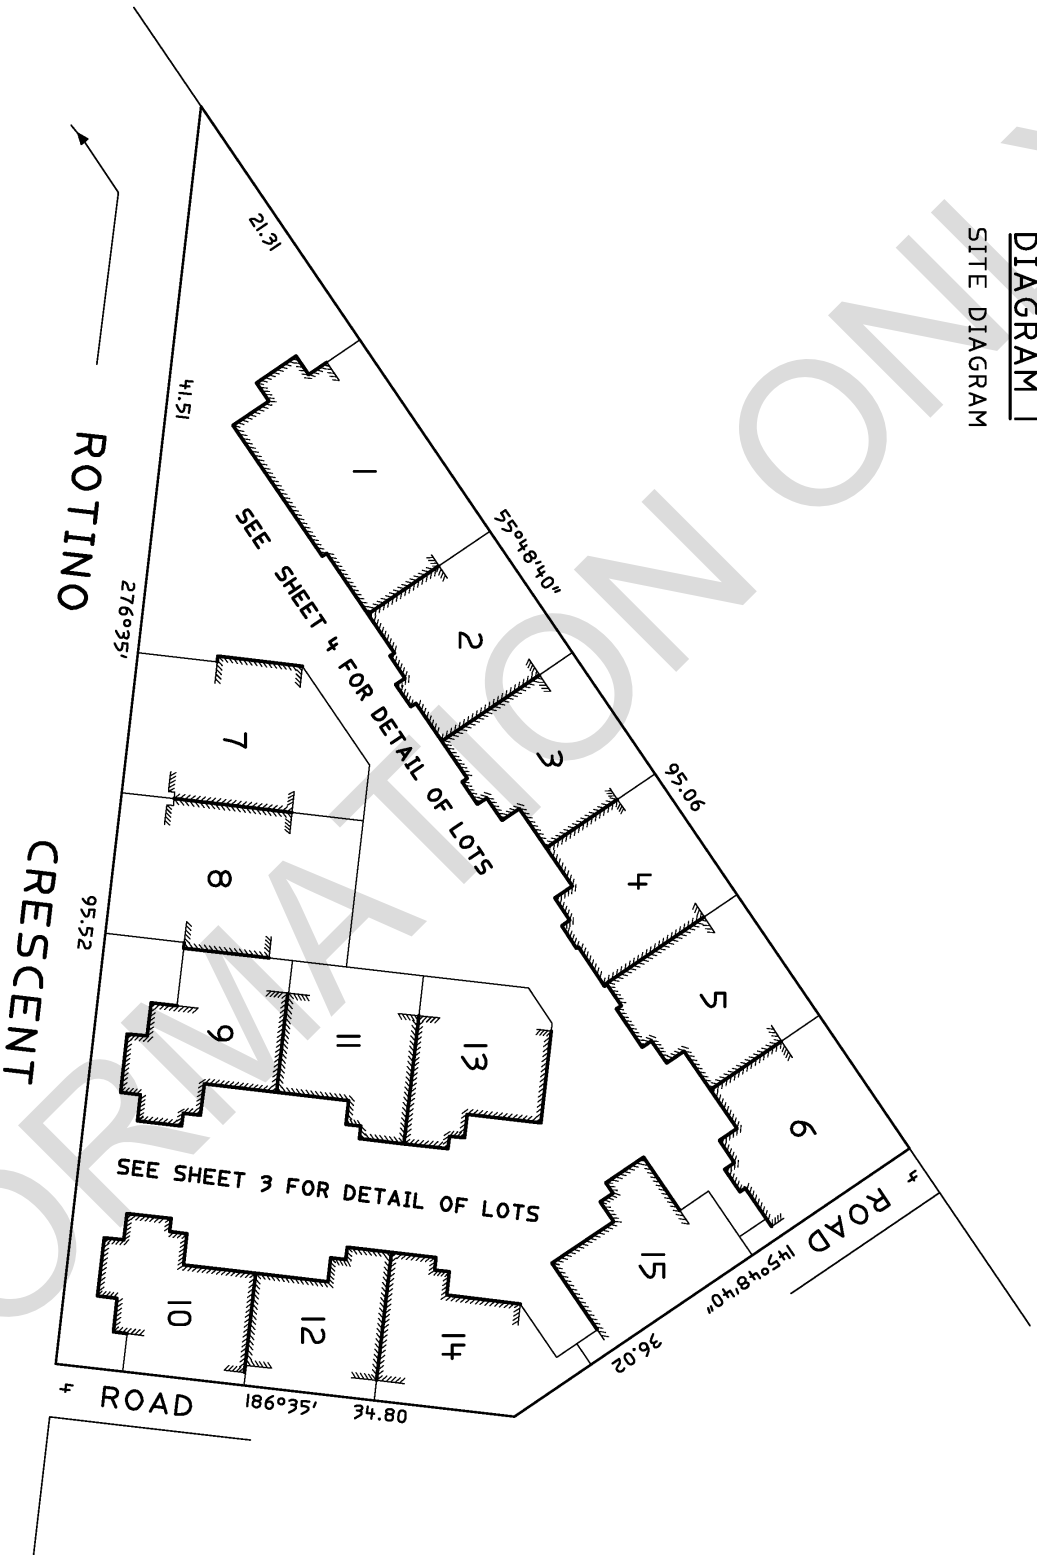 DIAGRAM 1
SITE DIAGRAM
21.31
41.51
55°48'40"
95.06
276°35'
95.52
ROTINO
CRESCENT
1
2
3
4
5
6
7
8
9
11
13
10
12
14
15
SEE SHEET 4 FOR DETAIL OF LOTS
SEE SHEET 3 FOR DETAIL OF LOTS
ROAD
145°48'40"
36.02
ROAD
186°35'
34.80
ORMATION ONLY